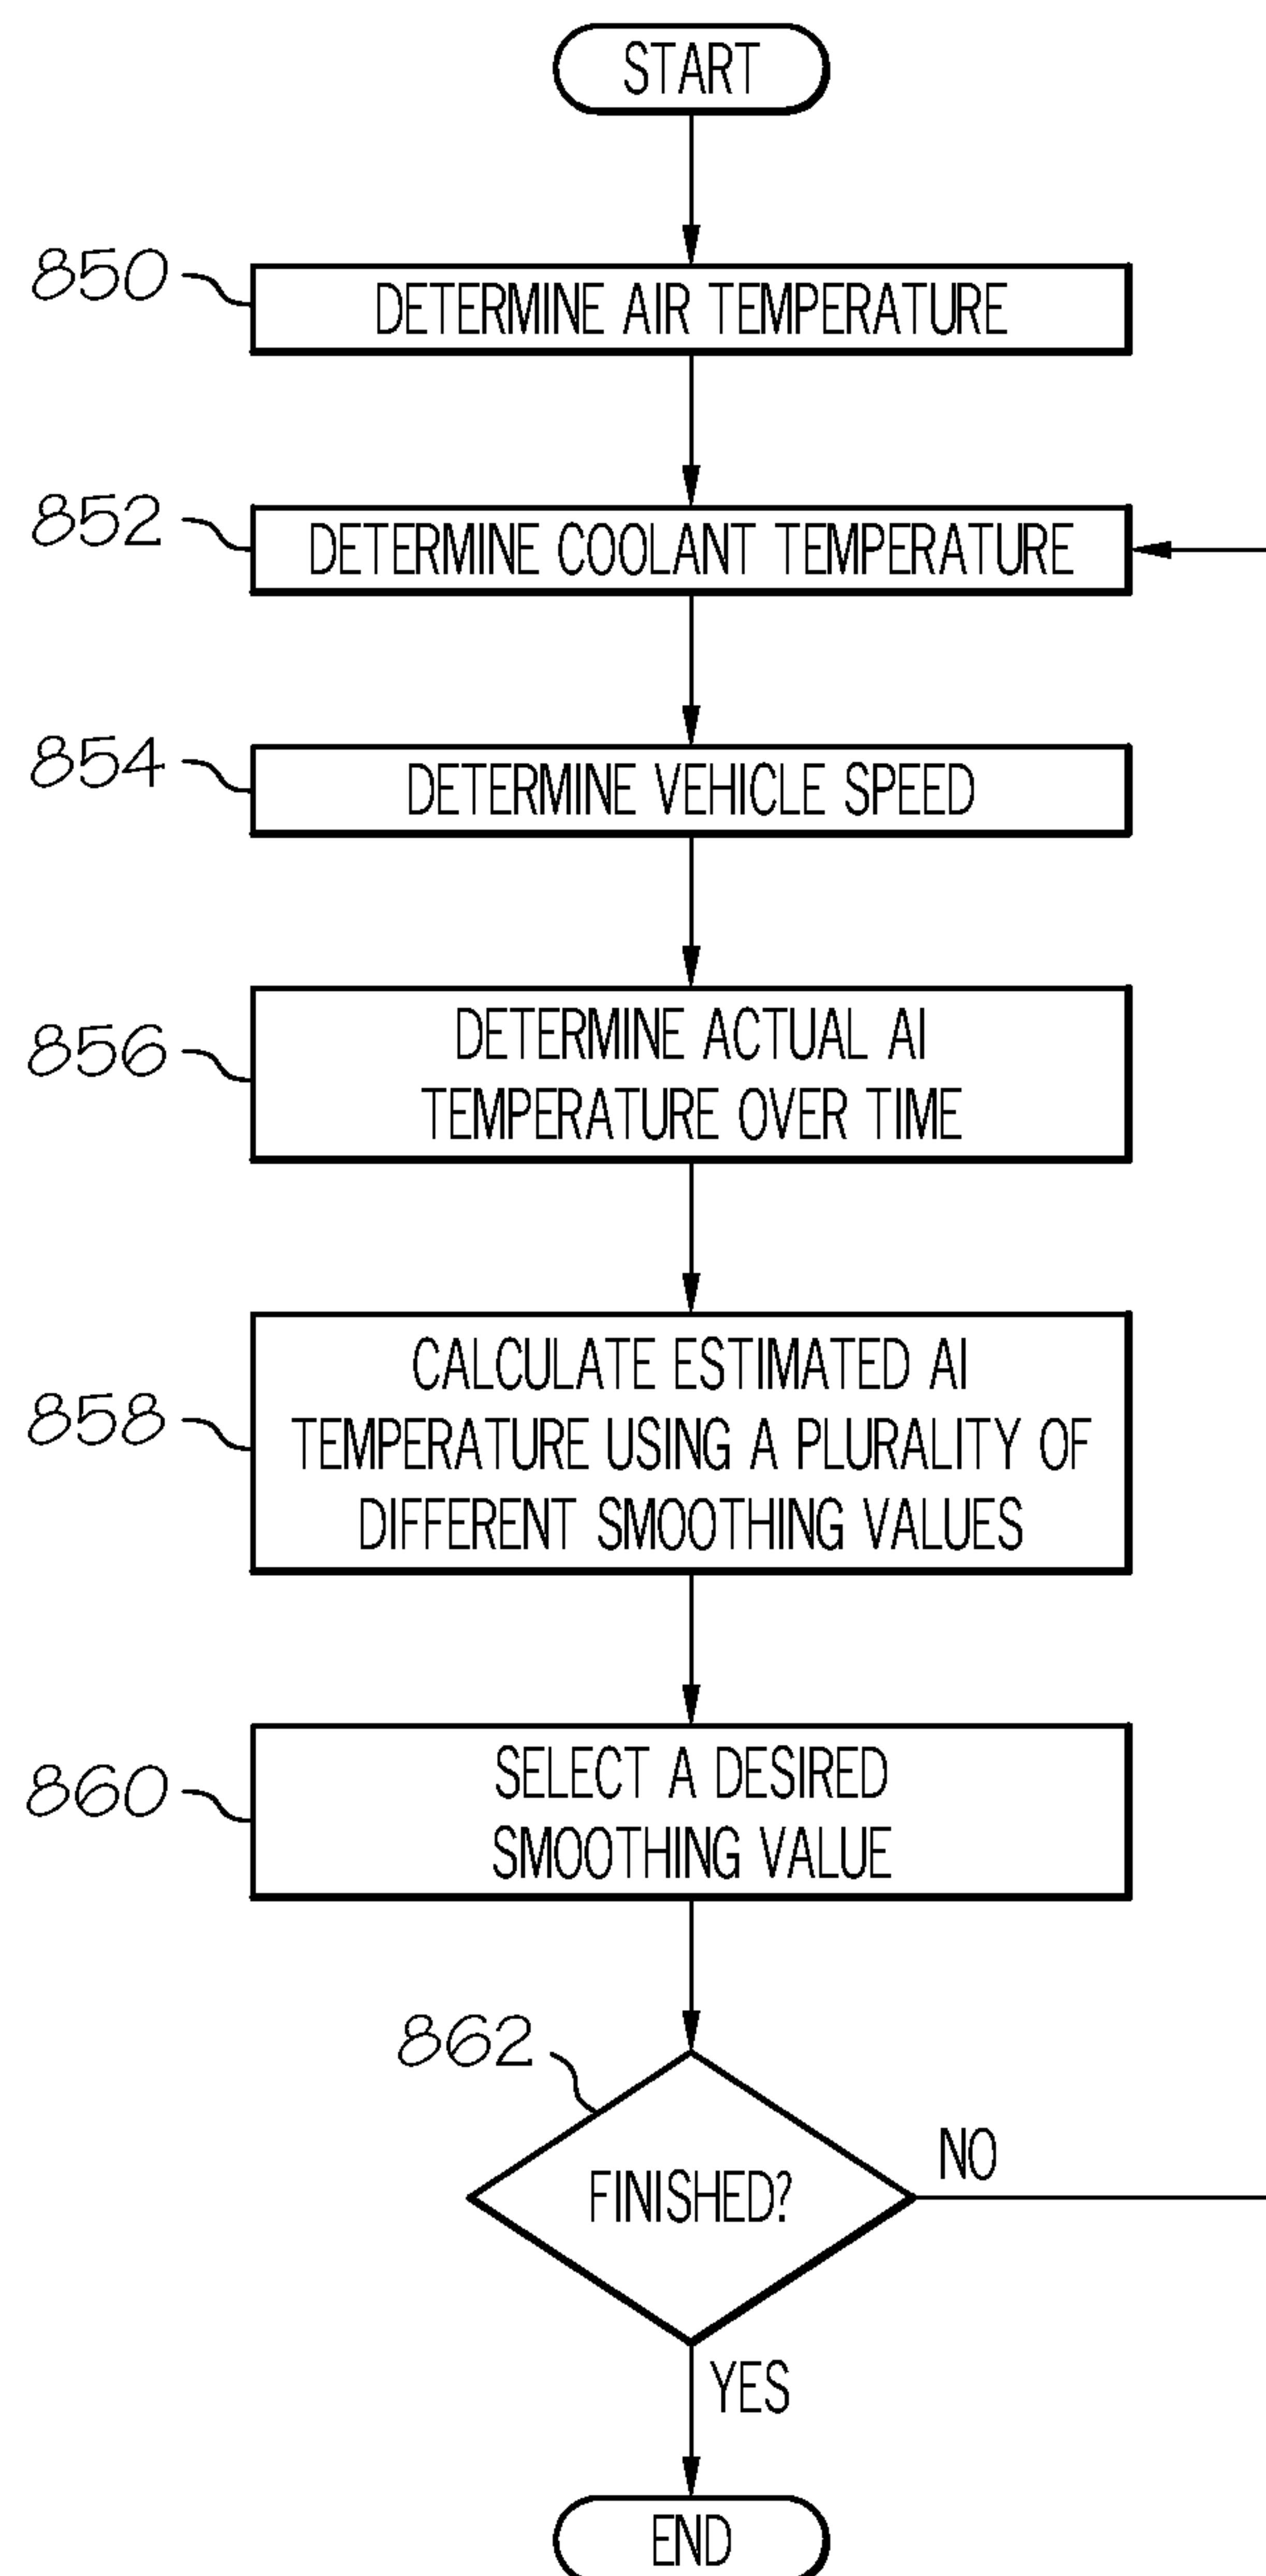 START
850
DETERMINE AIR TEMPERATURE
852
DETERMINE COOLANT TEMPERATURE
854
DETERMINE VEHICLE SPEED
856
DETERMINE ACTUAL AI
TEMPERATURE OVER TIME
858
CALCULATE ESTIMATED AI
TEMPERATURE USING A PLURALITY OF
DIFFERENT SMOOTHING VALUES
860
SELECT A DESIRED
SMOOTHING VALUE
862
FINISHED?
NO
YES
END